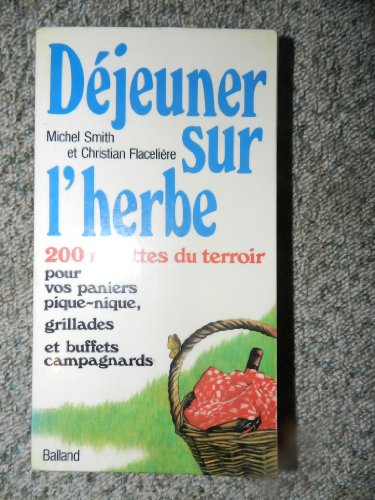 Déjeuner
Michel Smith
et Christian Flacelière
sur
l'herbe
200 ttes du terroir
pour
vos paniers
pique-nique,
grillades
et buffets
campagnards
Balland